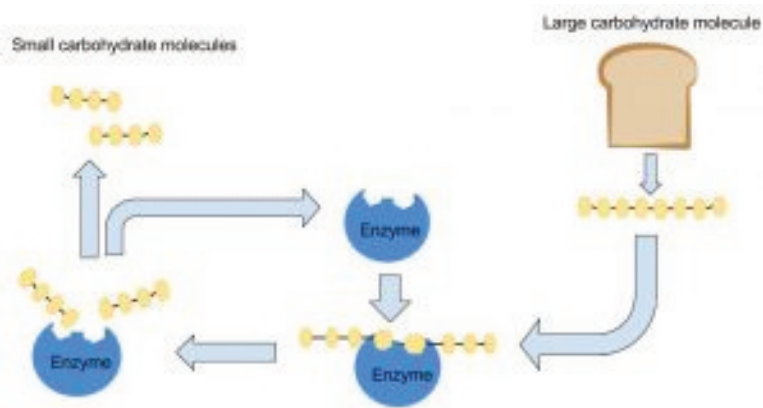 Large carbohydrate molecule
Small carbohydrate molecules
Enzyme
Enzyme
Enzyme